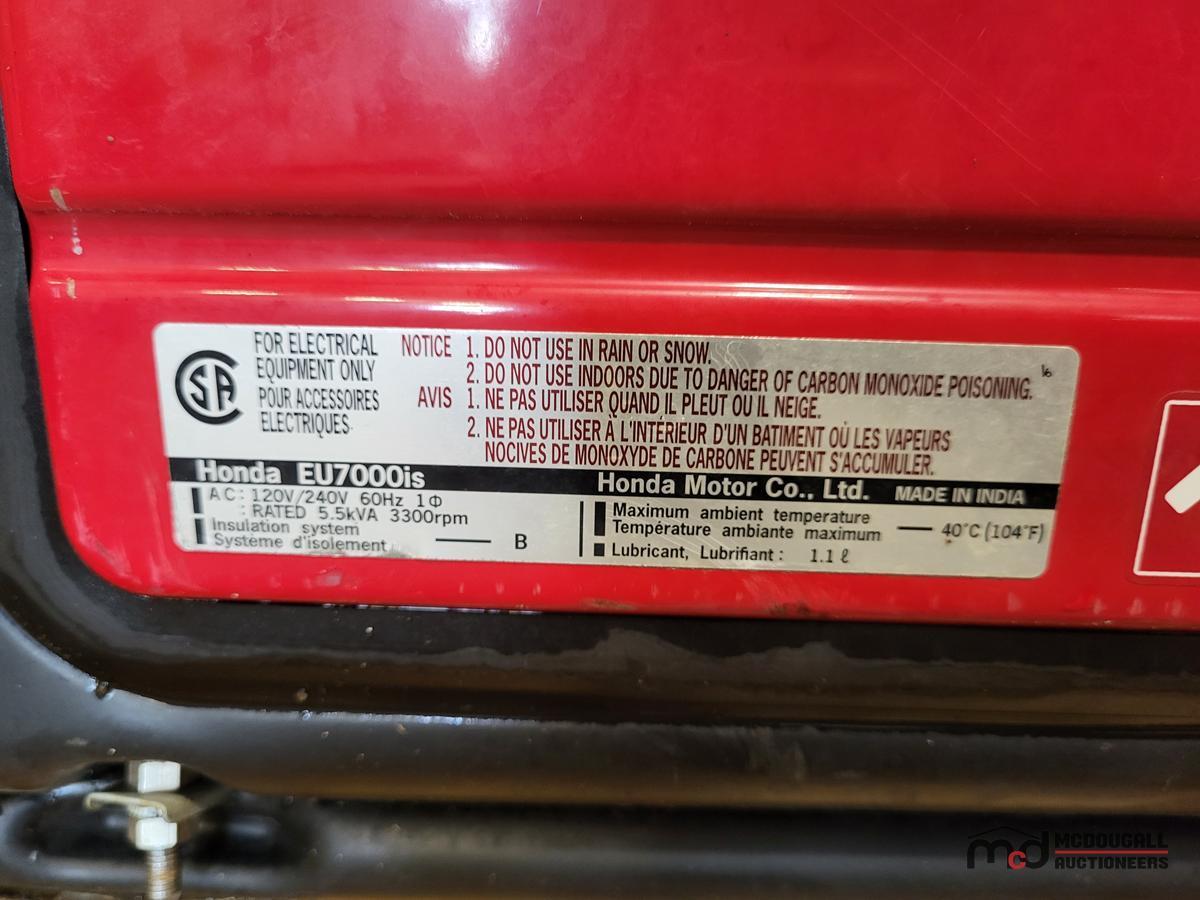 CSA
FOR ELECTRICAL
EQUIPMENT ONLY
POUR ACCESSOIRES
ELECTRIQUES
NOTICE 1. DO NOT USE IN RAIN OR SNOW.
2. DO NOT USE INDOORS DUE TO DANGER OF CARBON MONOXIDE POISONING.
16
AVIS 1. NE PAS UTILISER QUAND IL PLEUT OU IL NEIGE.
2. NE PAS UTILISER À L'INTÉRIEUR D'UN BATIMENT OÙ LES VAPEURS
NOCIVES DE MONOXYDE DE CARBONE PEUVENT S'ACCUMULER.
Honda EU7000is
Honda Motor Co., Ltd. MADE IN INDIA
AC: 120V/240V 60Hz 1Φ
: RATED 5.5kVA 3300rpm
Insulation system
Système d'isolement — B
Maximum ambient temperature
Température ambiante maximum — 40°C (104°F)
Lubricant, Lubrifiant: 1.1 ℓ
mcd MCDOUGALL
AUCTIONEERS